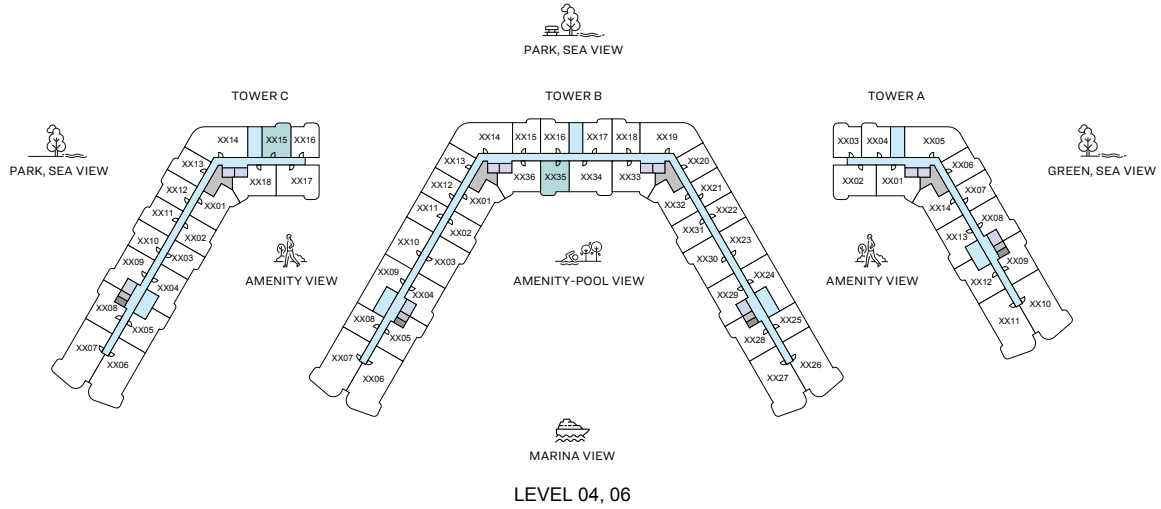 PARK, SEA VIEW
TOWER C
TOWER B
TOWER A
PARK, SEA VIEW
GREEN, SEA VIEW
XX14
XX15
XX16
XX13
XX18
XX17
XX12
XX01
XX11
XX02
XX10
XX03
XX09
XX04
XX08
XX05
XX07
XX06
XX14
XX15
XX16
XX17
XX18
XX19
XX13
XX36
XX35
XX34
XX33
XX20
XX12
XX01
XX32
XX21
XX11
XX02
XX31
XX22
XX10
XX03
XX30
XX23
XX09
XX04
XX29
XX24
XX08
XX05
XX28
XX25
XX07
XX06
XX27
XX26
XX03
XX04
XX05
XX02
XX01
XX06
XX14
XX07
XX13
XX08
XX12
XX09
XX11
XX10
AMENITY VIEW
AMENITY-POOL VIEW
AMENITY VIEW
MARINA VIEW
LEVEL 04, 06